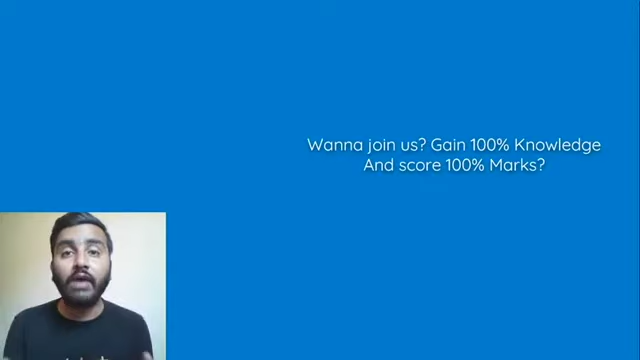 Wanna join us? Gain 100% Knowledge
And score 100% Marks?